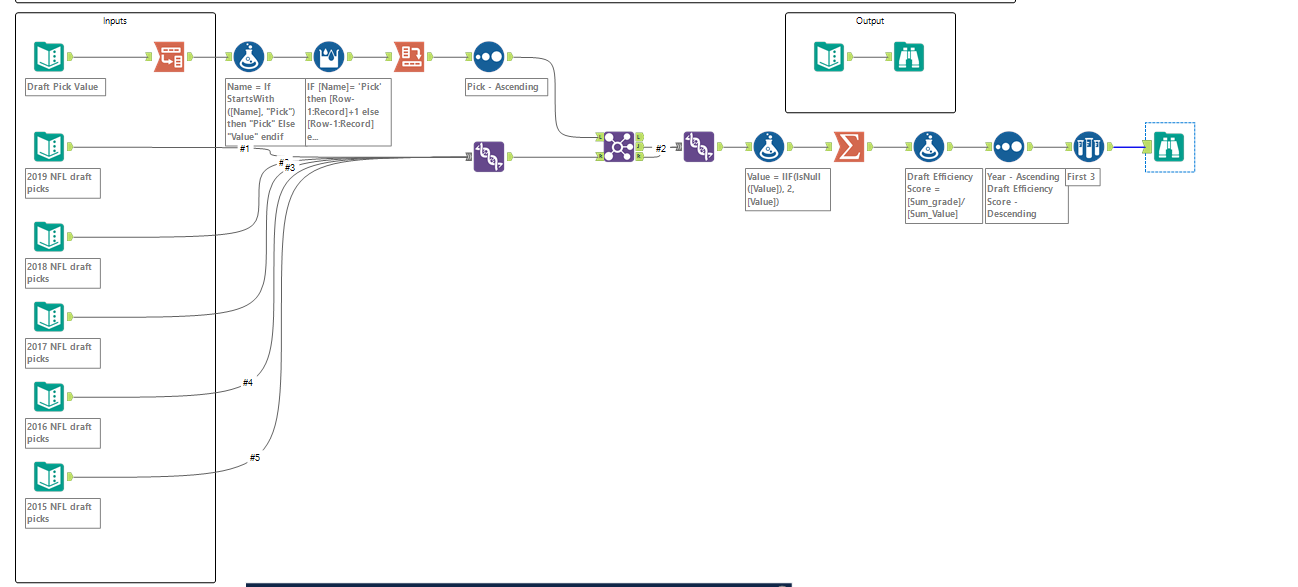 Inputs
Output
Draft Pick Value
Name = If
StartsWith
([Name], "Pick")
then "Pick" Else
"Value" endif
IF [Name]= 'Pick'
then [Row-
1:Record]+1 else
[Row-1:Record]
e...
Pick - Ascending
#1
#3
2019 NFL draft
picks
#2
Value = IIF(IsNull
([Value]), 2,
[Value])
Draft Efficiency
Score =
[Sum_grade]/
[Sum_Value]
Year - Ascending
Draft Efficiency
Score -
Descending
First 3
2018 NFL draft
picks
2017 NFL draft
picks
#4
2016 NFL draft
picks
#5
2015 NFL draft
picks